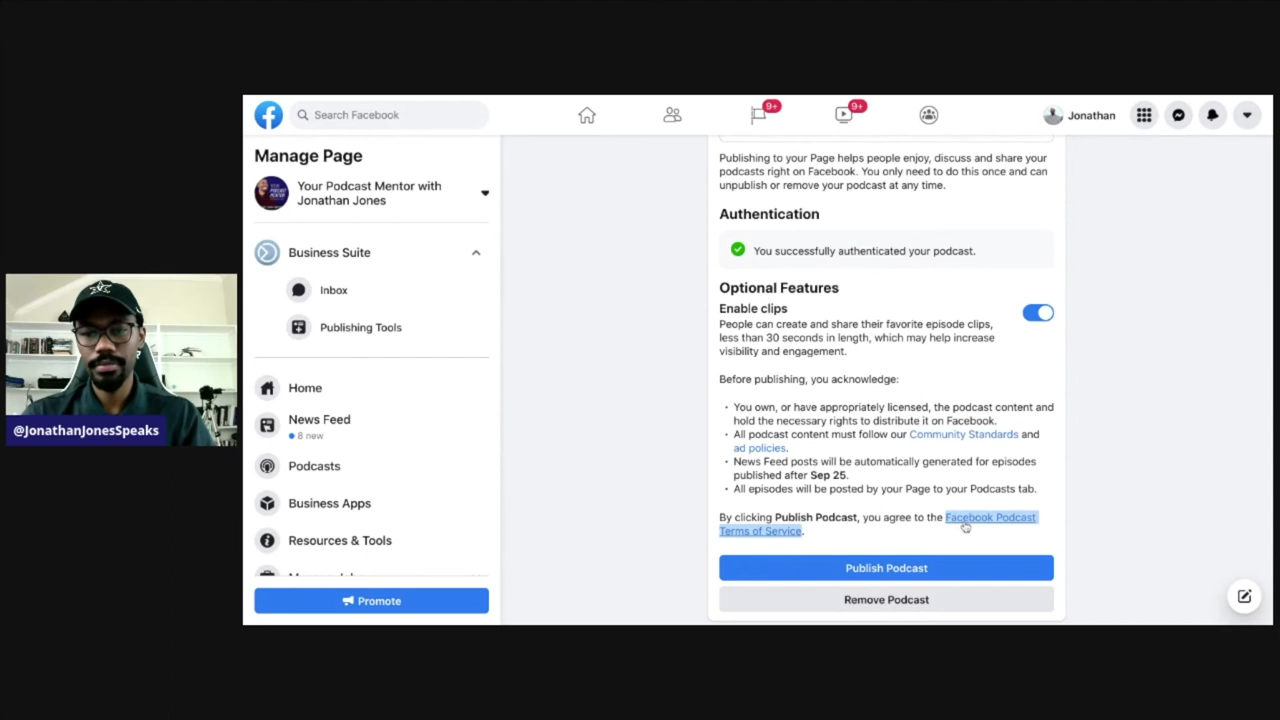 Search Facebook
9+
9+
Jonathan
Manage Page
Your Podcast Mentor with
Jonathan Jones
Business Suite
Inbox
Publishing Tools
Home
News Feed
8 new
Podcasts
Business Apps
Resources & Tools
Promote
Publishing to your Page helps people enjoy, discuss and share your
podcasts right on Facebook. You only need to do this once and can
unpublish or remove your podcast at any time.
Authentication
You successfully authenticated your podcast.
Optional Features
Enable clips
People can create and share their favorite episode clips,
less than 30 seconds in length, which may help increase
visibility and engagement.
Before publishing, you acknowledge:
• You own, or have appropriately licensed, the podcast content and
hold the necessary rights to distribute it on Facebook.
• All podcast content must follow our Community Standards and
ad policies.
• News Feed posts will be automatically generated for episodes
published after Sep 25.
• All episodes will be posted by your Page to your Podcasts tab.
By clicking Publish Podcast, you agree to the Facebook Podcast
Terms of Service.
Publish Podcast
Remove Podcast
@JonathanJonesSpeaks